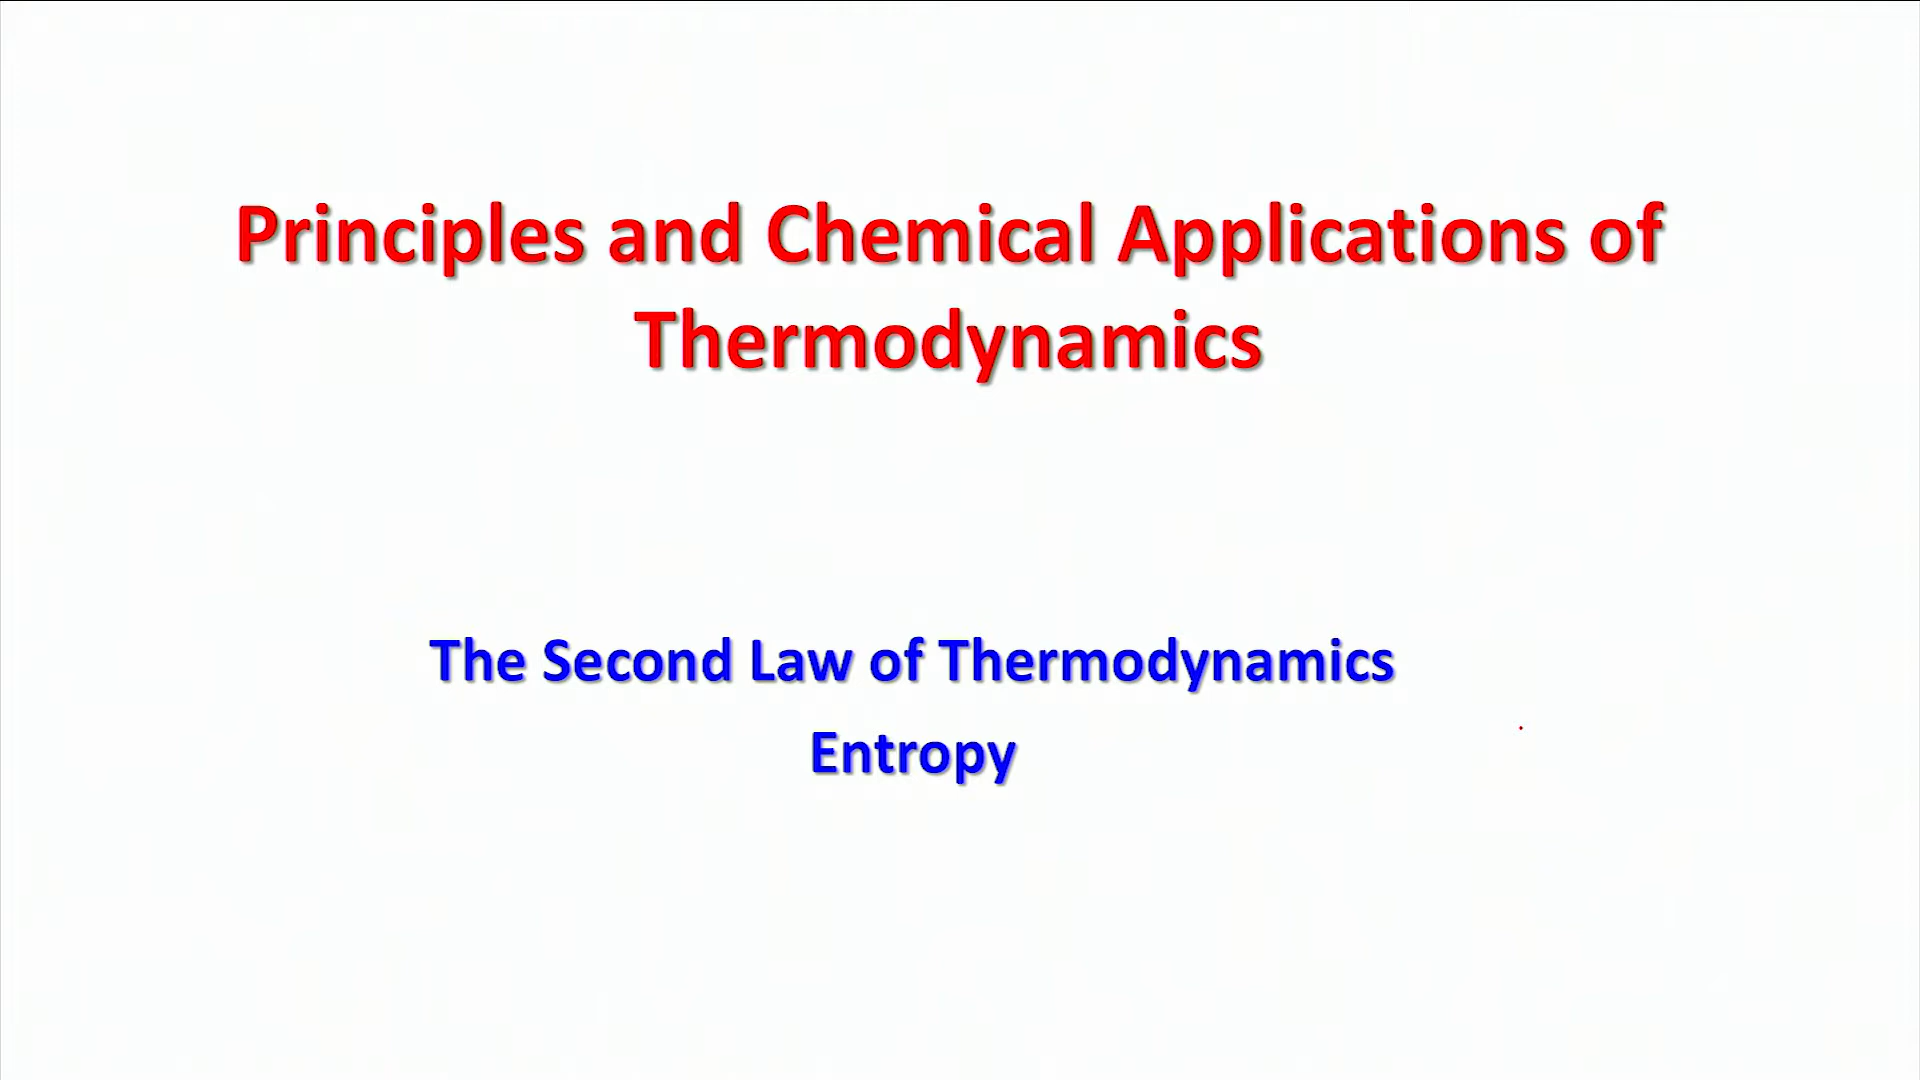 Principles and Chemical Applications of
Thermodynamics
The Second Law of Thermodynamics
Entropy